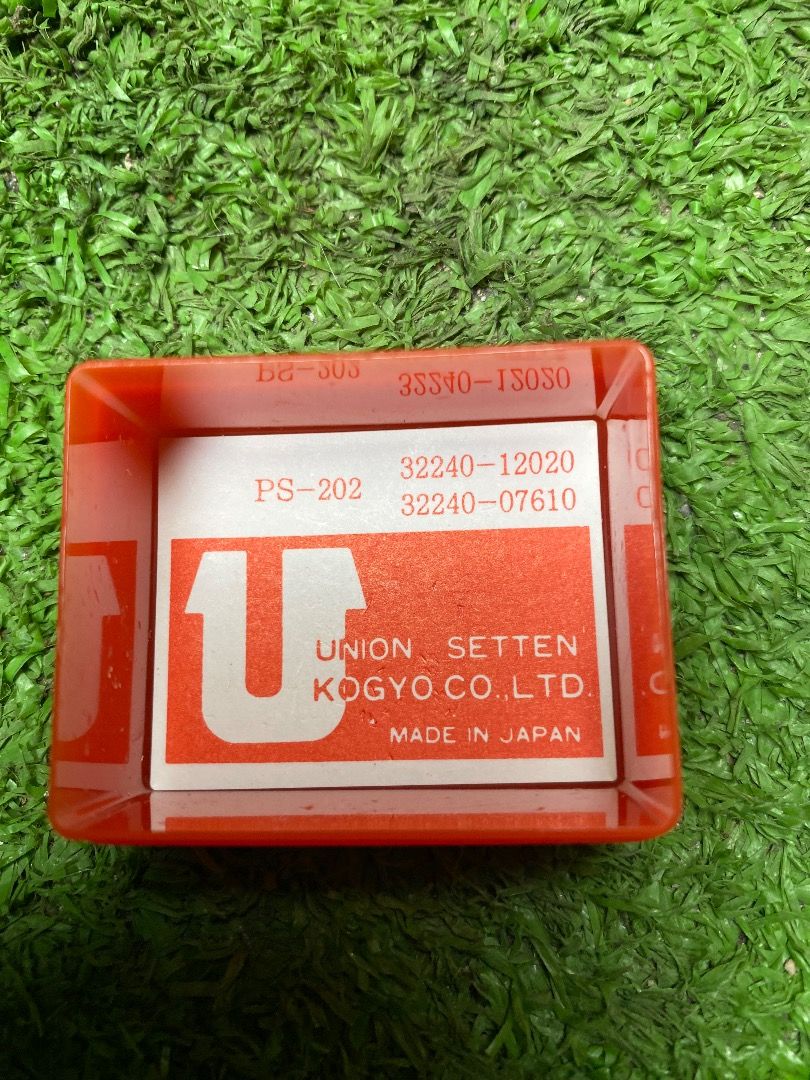 PS-202 32240-12020
32240-07610
U
UNION SETTEN
KOGYO CO.,LTD.
MADE IN JAPAN